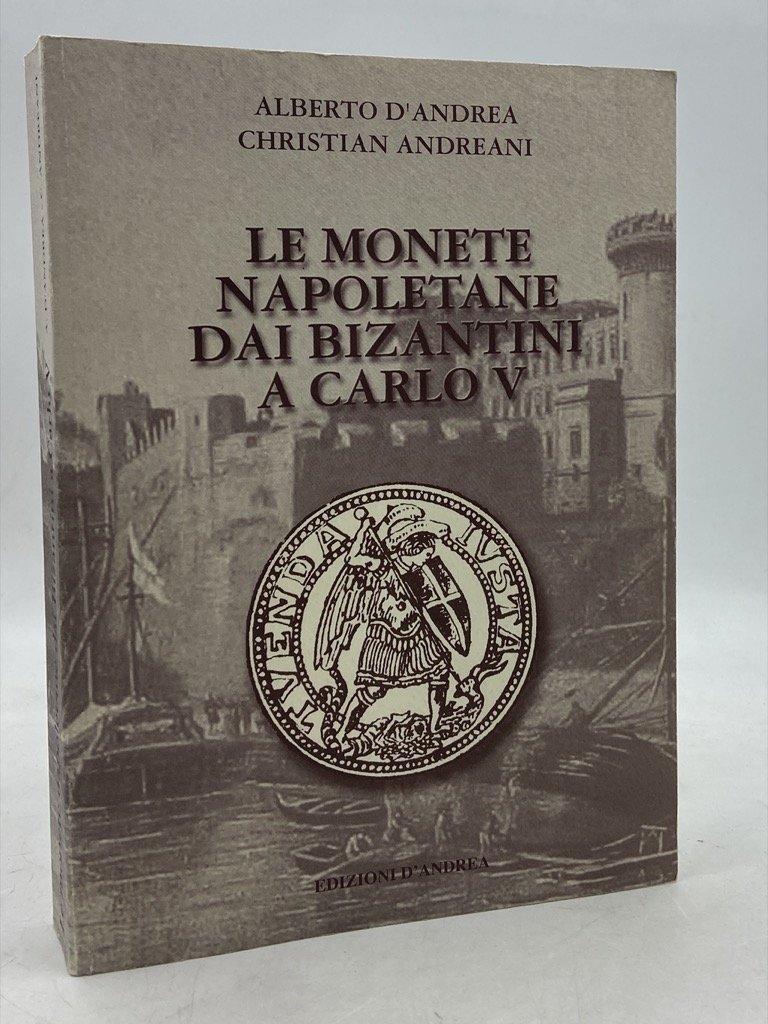 ALBERTO D'ANDREA
CHRISTIAN ANDREANI
LE MONETE
NAPOLETANE
DAI BIZANTINI
A CARLO V
TVENDA IVSTA
EDIZIONI D'ANDREA